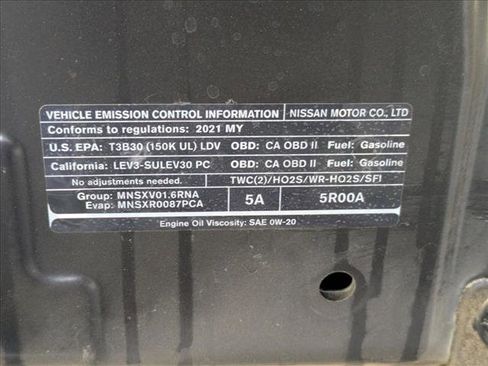 VEHICLE EMISSION CONTROL INFORMATION NISSAN MOTOR CO., LTD
Conforms to regulations: 2021 MY
U.S. EPA: T3B30 (150K UL) LDV OBD: CA OBD II Fuel: Gasoline
California: LEV3-SULEV30 PC OBD: CA OBD II Fuel: Gasoline
No adjustments needed. TWC(2)/HO2S/WR-HO2S/SFI
Group: MNSXV01.6RNA 5A 5R00A
Evap: MNSXR0087PCA
Engine Oil Viscosity: SAE 0W-20